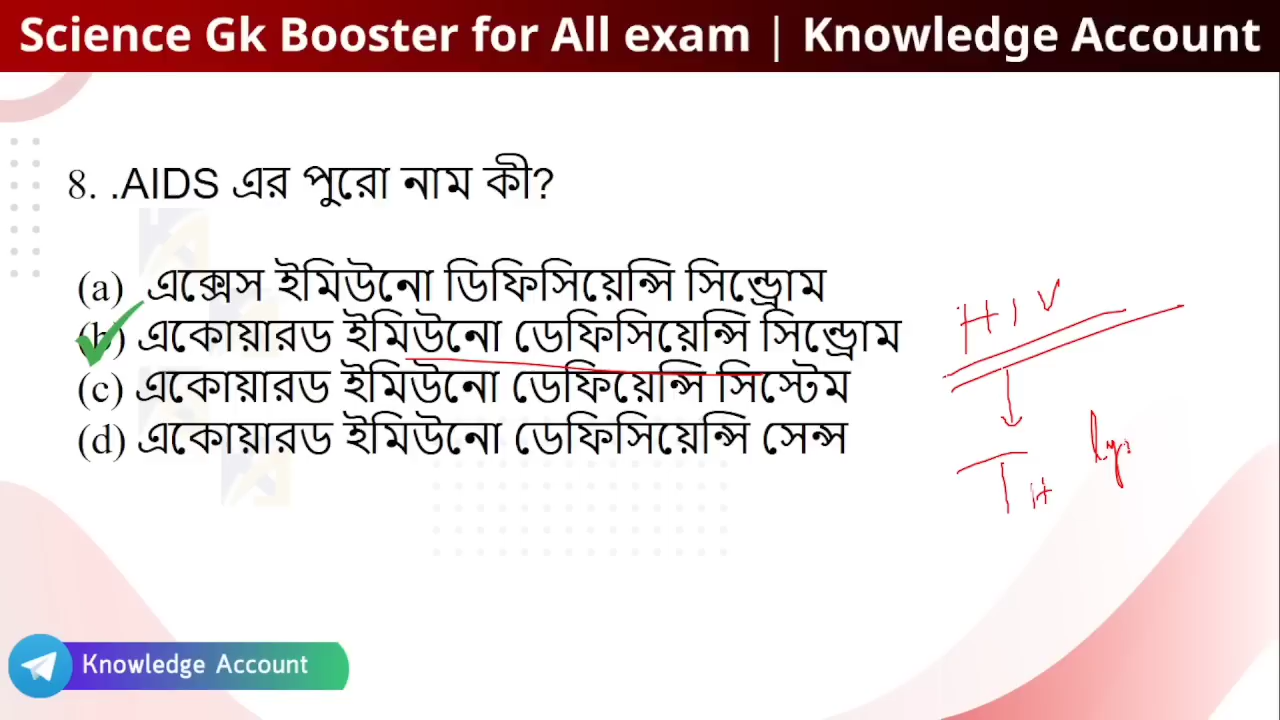 Science Gk Booster for All exam | Knowledge Account
8. .AIDS এর পুরো নাম কী?
(a) এক্সেস ইমিউনো ডিফিসিয়েন্সি সিন্ড্রোম
(b) একোয়ারড ইমিউনো ডেফিসিয়েন্সি সিন্ড্রোম
(c) একোয়ারড ইমিউনো ডেফিয়েন্সি সিস্টেম
(d) একোয়ারড ইমিউনো ডেফিসিয়েন্সি সেন্স
HIV
TH
Knowledge Account